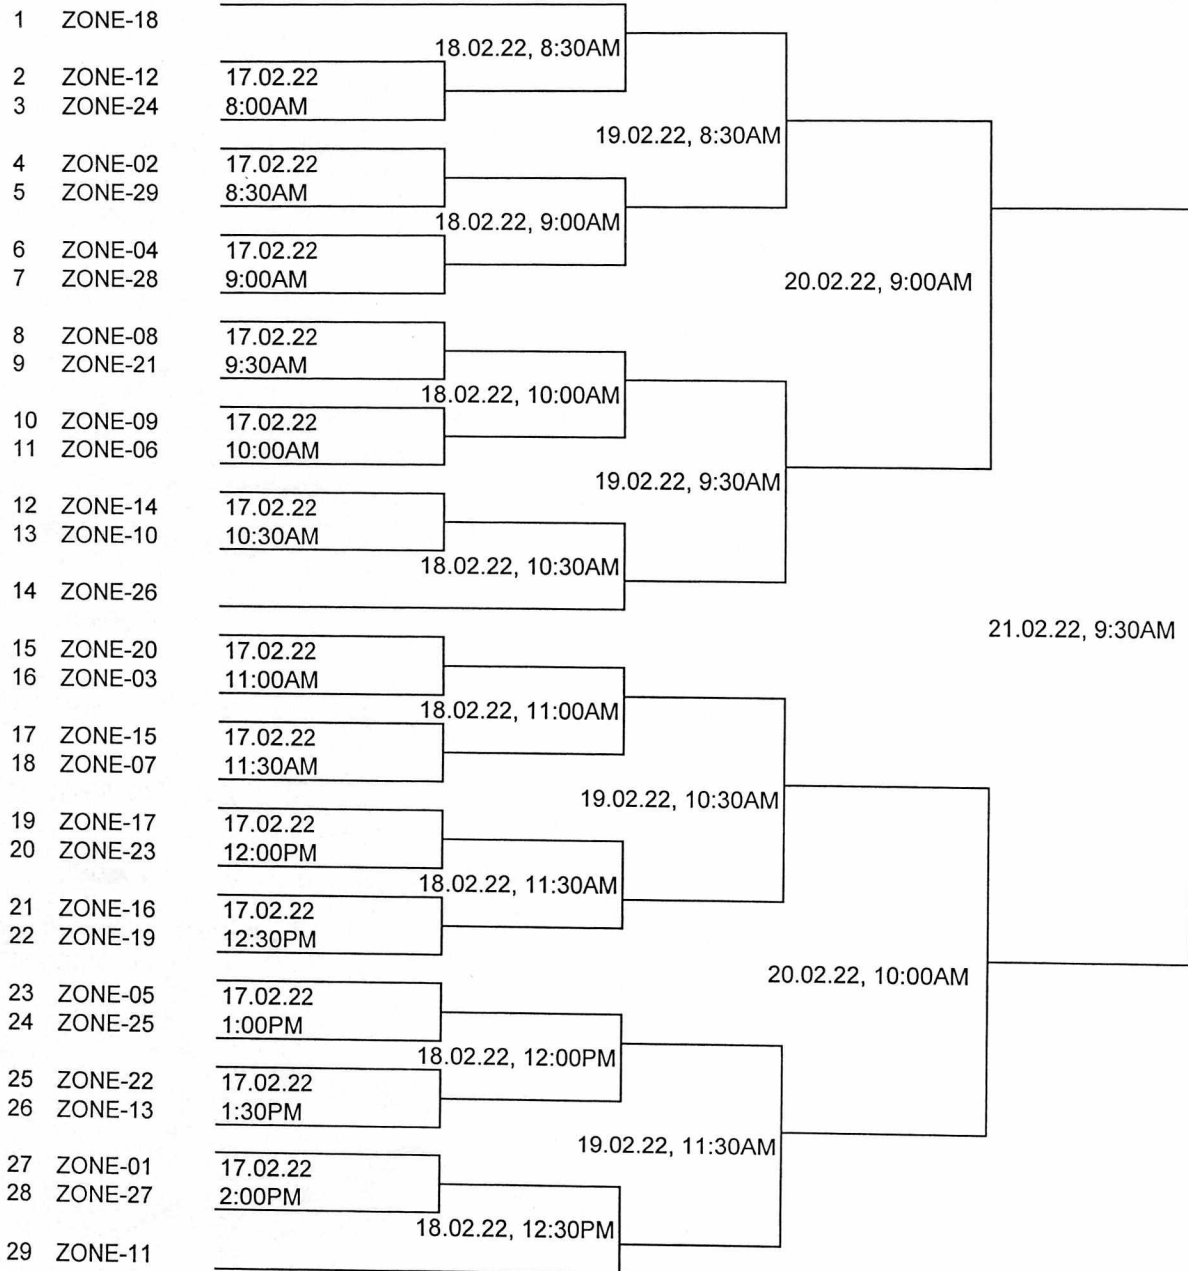 1 ZONE-18
18.02.22, 8:30AM
2 ZONE-12 17.02.22
3 ZONE-24 8:00AM
19.02.22, 8:30AM
4 ZONE-02 17.02.22
5 ZONE-29 8:30AM
18.02.22, 9:00AM
6 ZONE-04 17.02.22
7 ZONE-28 9:00AM
20.02.22, 9:00AM
8 ZONE-08 17.02.22
9 ZONE-21 9:30AM
18.02.22, 10:00AM
10 ZONE-09 17.02.22
11 ZONE-06 10:00AM
19.02.22, 9:30AM
12 ZONE-14 17.02.22
13 ZONE-10 10:30AM
18.02.22, 10:30AM
14 ZONE-26
21.02.22, 9:30AM
15 ZONE-20 17.02.22
16 ZONE-03 11:00AM
18.02.22, 11:00AM
17 ZONE-15 17.02.22
18 ZONE-07 11:30AM
19.02.22, 10:30AM
19 ZONE-17 17.02.22
20 ZONE-23 12:00PM
18.02.22, 11:30AM
21 ZONE-16 17.02.22
22 ZONE-19 12:30PM
20.02.22, 10:00AM
23 ZONE-05 17.02.22
24 ZONE-25 1:00PM
18.02.22, 12:00PM
25 ZONE-22 17.02.22
26 ZONE-13 1:30PM
19.02.22, 11:30AM
27 ZONE-01 17.02.22
28 ZONE-27 2:00PM
18.02.22, 12:30PM
29 ZONE-11